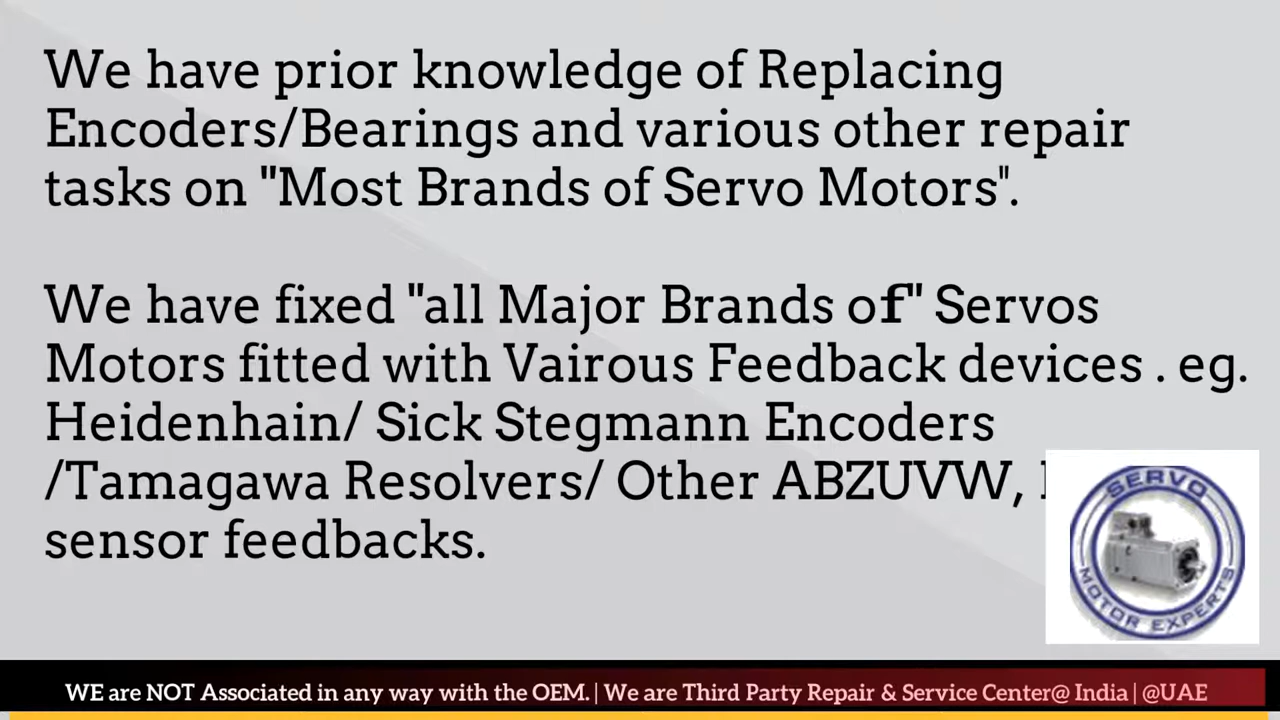 We have prior knowledge of Replacing
Encoders/Bearings and various other repair
tasks on "Most Brands of Servo Motors".
We have fixed "all Major Brands of" Servos
Motors fitted with Vairous Feedback devices . eg.
Heidenhain/ Sick Stegmann Encoders
/Tamagawa Resolvers/ Other ABZUVW,
sensor feedbacks.
SERVO
MOTOR EXPERTS
WE are NOT Associated in any way with the OEM. | We are Third Party Repair & Service Center@ India | @UAE